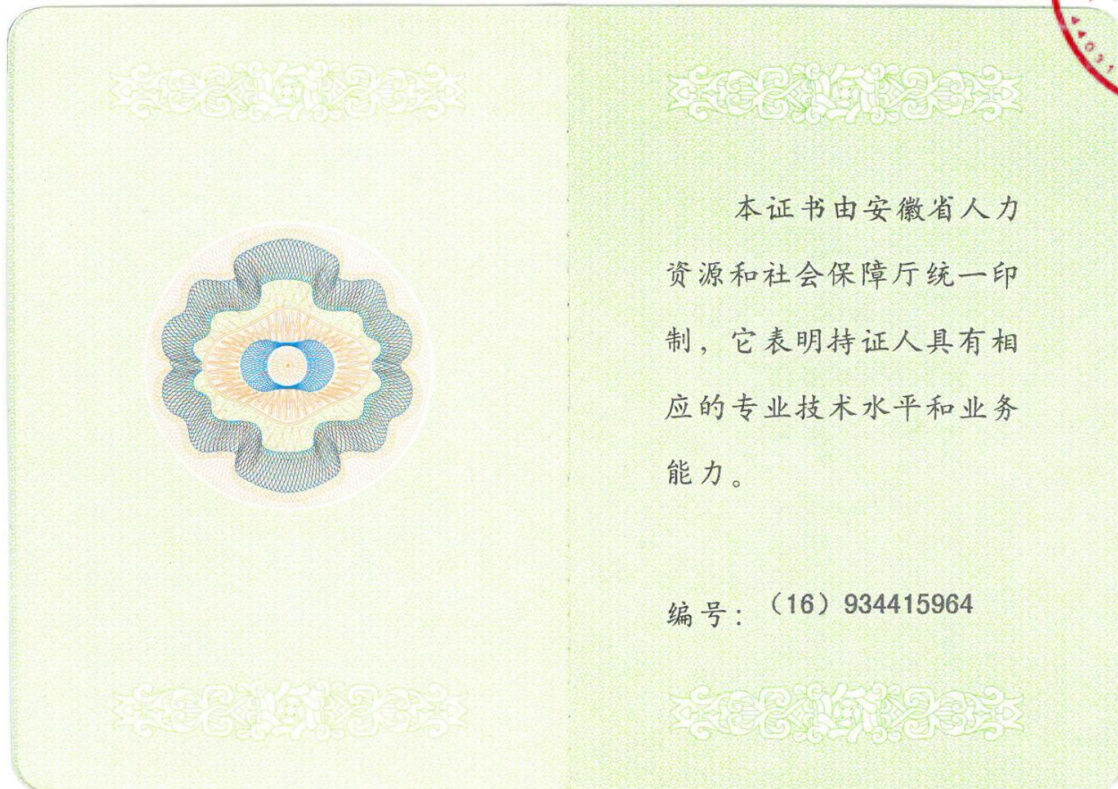 44031
本证书由安徽省人力
资源和社会保障厅统一印
制，它表明持证人具有相
应的专业技术水平和业务
能力。
编号：（16）934415964